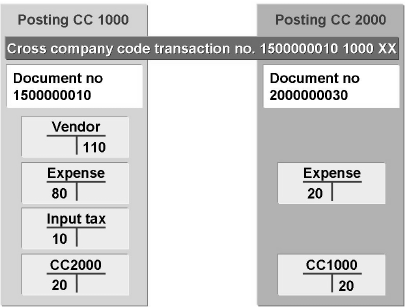 Posting CC 1000
Posting CC 2000
Cross company code transaction no. 1500000010 1000 XX
Document no
1500000010
Document no
2000000030
Vendor
110
Expense
80
Expense
20
Input tax
10
CC2000
20
CC1000
20